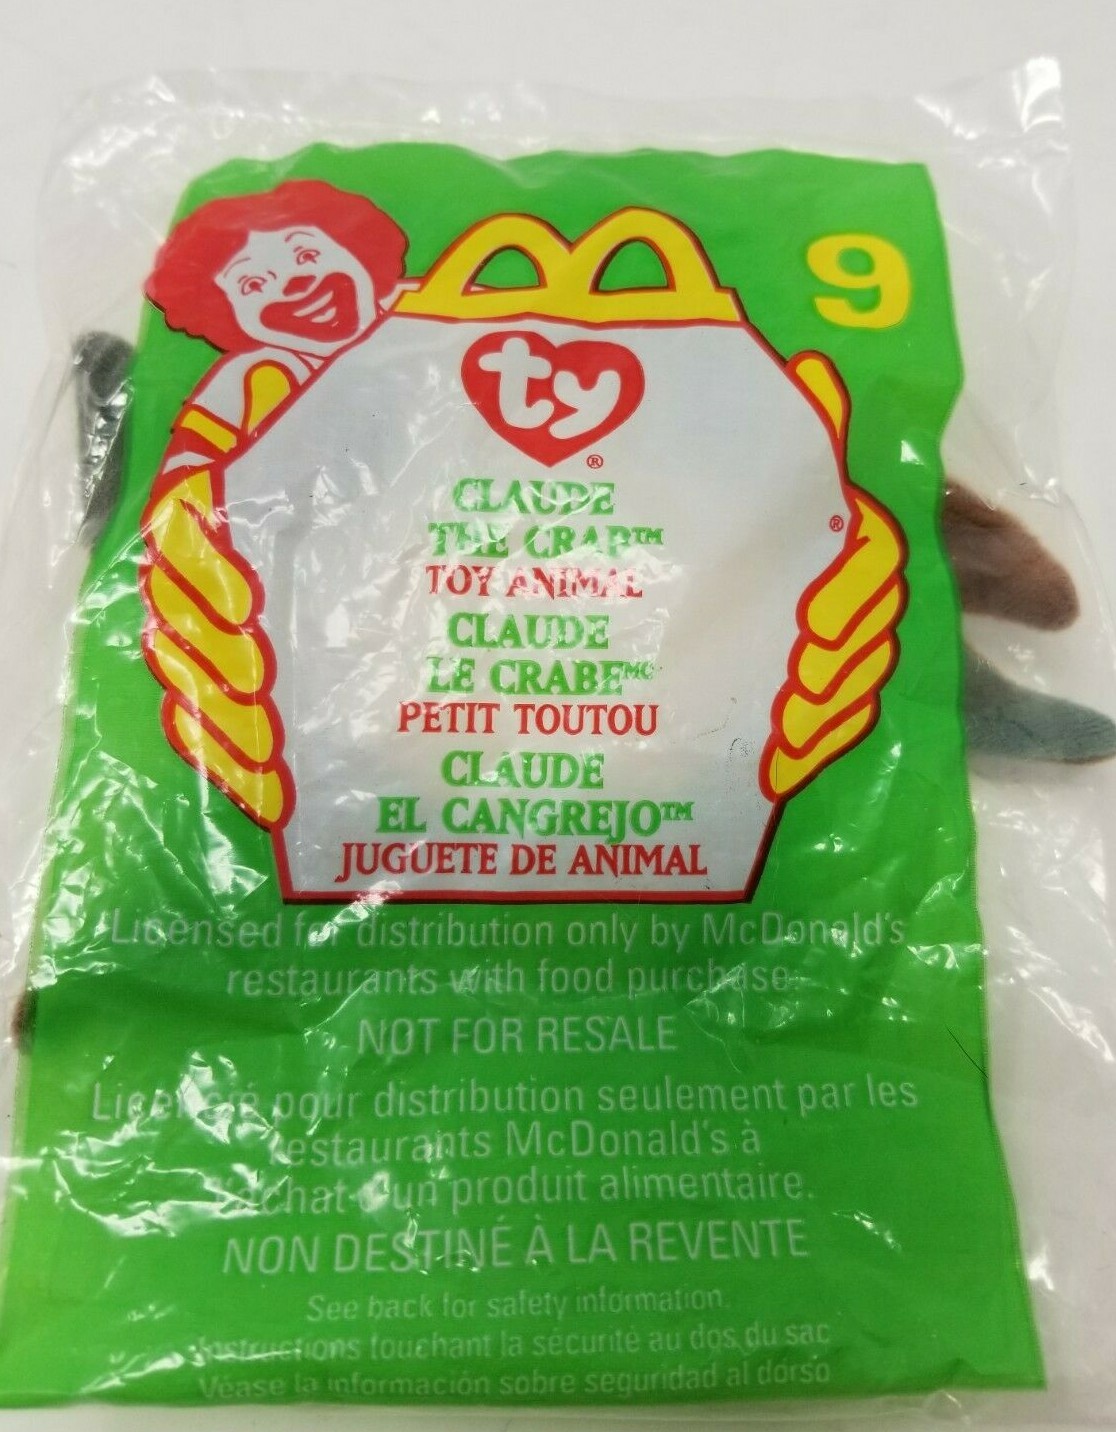 9
ty
®
CLAUDE
THE CRAB™
®
TOY ANIMAL
CLAUDE
LE CRABE MC
PETIT TOUTOU
CLAUDE
EL CANGREJO™
JUGUETE DE ANIMAL
Licensed for distribution only by McDonald's
restaurants with food purchase.
NOT FOR RESALE
Licencié pour distribution seulement par les
restaurants McDonald's à
l'achat d'un produit alimentaire.
NON DESTINÉ À LA REVENTE
See back for safety information.
Instructions touchant la sécurité au dos du sac
Véase la información sobre seguridad al dorso